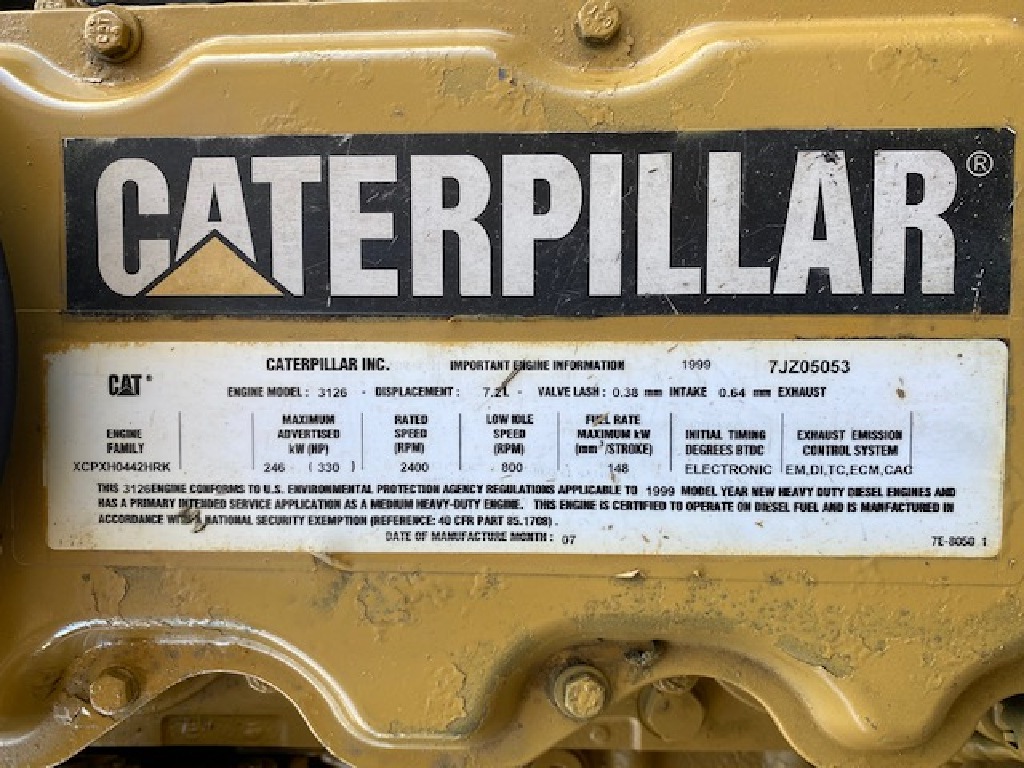 CATERPILLAR®
CATERPILLAR INC. IMPORTANT ENGINE INFORMATION 1999 7JZ05053
CAT®
ENGINE MODEL: 3126 - DISPLACEMENT: 7.2L - VALVE LASH: 0.38 mm INTAKE 0.64 mm EXHAUST
ENGINE FAMILY
XCPXH0442HRK
MAXIMUM ADVERTISED kW (HP)
246 (330)
RATED SPEED (RPM)
2400
LOW IDLE SPEED (RPM)
800
FUEL RATE MAXIMUM kW (mm³/STROKE)
148
INITIAL TIMING DEGREES BTDC
ELECTRONIC
EXHAUST EMISSION CONTROL SYSTEM
EM,DI,TC,ECM,CAC
THIS 3126ENGINE CONFORMS TO U.S. ENVIRONMENTAL PROTECTION AGENCY REGULATIONS APPLICABLE TO 1999 MODEL YEAR NEW HEAVY DUTY DIESEL ENGINES AND
HAS A PRIMARY INTENDED SERVICE APPLICATION AS A MEDIUM HEAVY-DUTY ENGINE. THIS ENGINE IS CERTIFIED TO OPERATE ON DIESEL FUEL AND IS MANUFACTURED IN
ACCORDANCE WITH A NATIONAL SECURITY EXEMPTION (REFERENCE: 40 CFR PART 85.1708).
DATE OF MANUFACTURE MONTH: 07
7E-8050 1